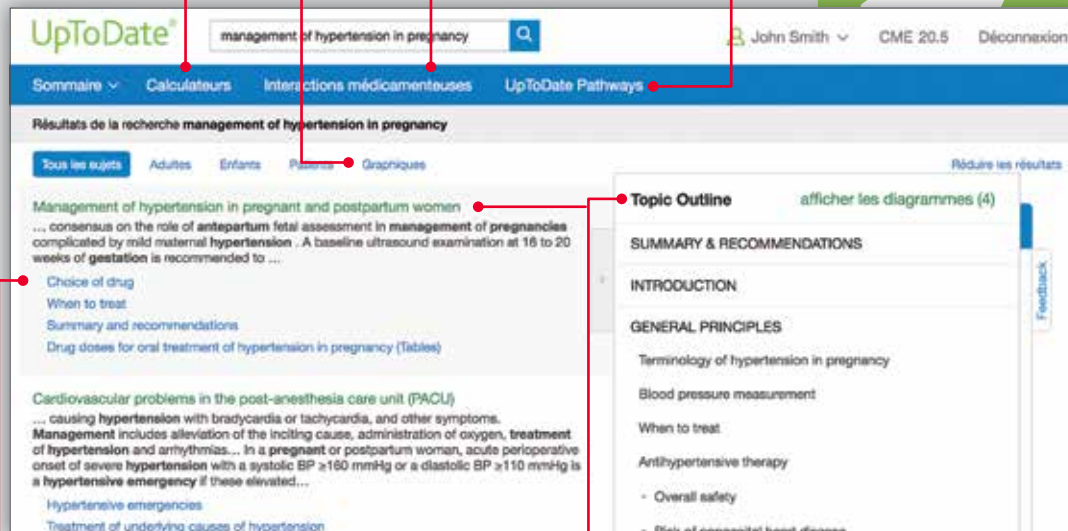 UpToDate®
management of hypertension in pregnancy
John Smith
CME 20.5
Déconnexion
Sommaire
Calculateurs
Interactions médicamenteuses
UpToDate Pathways
Résultats de la recherche management of hypertension in pregnancy
Tous les sujets
Adultes
Enfants
Patients
Graphiques
Réduire les résultats
Management of hypertension in pregnant and postpartum women
... consensus on the role of antepartum fetal assessment in management of pregnancies
complicated by mild maternal hypertension . A baseline ultrasound examination at 16 to 20
weeks of gestation is recommended to ...
Choice of drug
When to treat
Summary and recommendations
Drug doses for oral treatment of hypertension in pregnancy (Tables)
Cardiovascular problems in the post-anesthesia care unit (PACU)
... causing hypertension with bradycardia or tachycardia, and other symptoms.
Management includes alleviation of the inciting cause, administration of oxygen, treatment
of hypertension and arrhythmias... In a pregnant or postpartum woman, acute perioperative
onset of severe hypertension with a systolic BP ≥160 mmHg or a diastolic BP ≥110 mmHg is
a hypertensive emergency if these elevated...
Hypertensive emergencies
Treatment of underlying causes of hypertension
Topic Outline
afficher les diagrammes (4)
SUMMARY & RECOMMENDATIONS
INTRODUCTION
GENERAL PRINCIPLES
Terminology of hypertension in pregnancy
Blood pressure measurement
When to treat
Antihypertensive therapy
- Overall safety
- Risk of congenital heart disease
Feedback